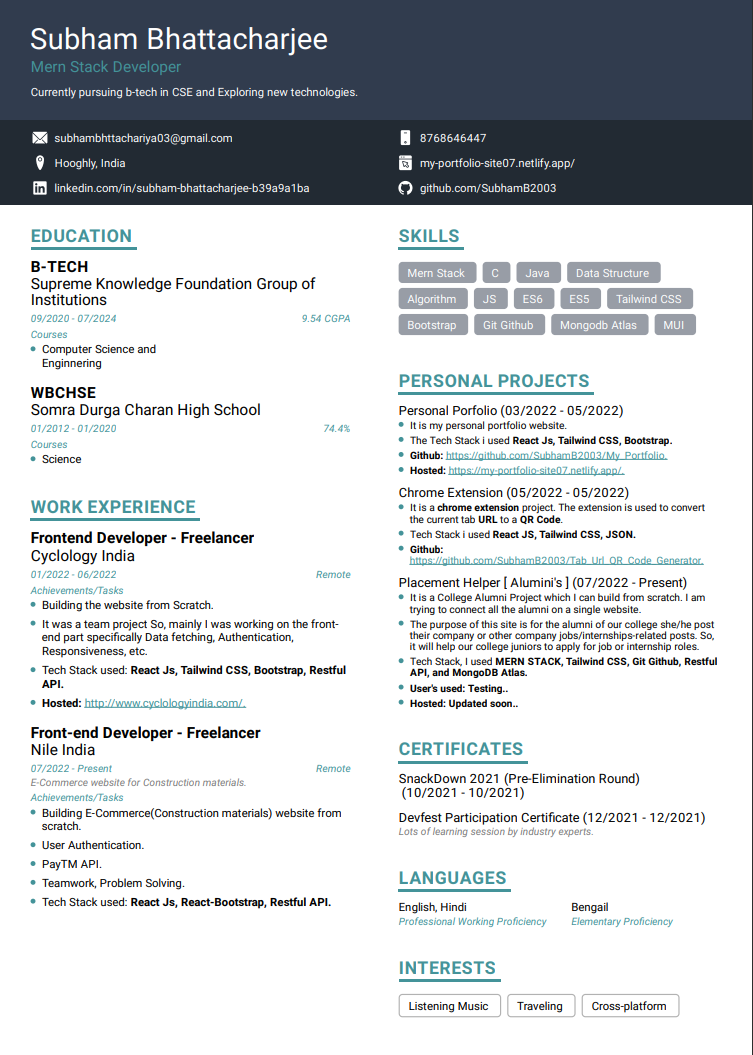 Subham Bhattacharjee
Mern Stack Developer
Currently pursuing b-tech in CSE and Exploring new technologies.
subhambhttachariya03@gmail.com
8768646447
Hooghly, India
my-portfolio-site07.netlify.app/
linkedin.com/in/subham-bhattacharjee-b39a9a1ba
github.com/SubhamB2003
EDUCATION
B-TECH
Supreme Knowledge Foundation Group of
Institutions
09/2020 - 07/2024 9.54 CGPA
Courses
Computer Science and
Enginnering
WBCHSE
Somra Durga Charan High School
01/2012 - 01/2020 74.4%
Courses
Science
WORK EXPERIENCE
Frontend Developer - Freelancer
Cyclology India
01/2022 - 06/2022 Remote
Achievements/Tasks
Building the website from Scratch.
It was a team project So, mainly I was working on the front-
end part specifically Data fetching, Authentication,
Responsiveness, etc.
Tech Stack used: React Js, Tailwind CSS, Bootstrap, Restful
API.
Hosted: http://www.cyclologyindia.com/.
Front-end Developer - Freelancer
Nile India
07/2022 - Present Remote
E-Commerce website for Construction materials.
Achievements/Tasks
Building E-Commerce(Construction materials) website from
scratch.
User Authentication.
PayTM API.
Teamwork, Problem Solving.
Tech Stack used: React Js, React-Bootstrap, Restful API.
SKILLS
Mern Stack C Java Data Structure
Algorithm JS ES6 ES5 Tailwind CSS
Bootstrap Git Github Mongodb Atlas MUI
PERSONAL PROJECTS
Personal Porfolio (03/2022 - 05/2022)
It is my personal portfolio website.
The Tech Stack i used React Js, Tailwind CSS, Bootstrap.
Github: https://github.com/SubhamB2003/My_Portfolio.
Hosted: https://my-portfolio-site07.netlify.app/.
Chrome Extension (05/2022 - 05/2022)
It is a chrome extension project. The extension is used to convert
the current tab URL to a QR Code.
Tech Stack i used React JS, Tailwind CSS, JSON.
Github:
https://github.com/SubhamB2003/Tab_Url_QR_Code_Generator.
Placement Helper [ Alumini's ] (07/2022 - Present)
It is a College Alumni Project which I can build from scratch. I am
trying to connect all the alumni on a single website.
The purpose of this site is for the alumni of our college she/he post
their company or other company jobs/internships-related posts. So,
it will help our college juniors to apply for job or internship roles.
Tech Stack, I used MERN STACK, Tailwind CSS, Git Github, Restful
API, and MongoDB Atlas.
User's used: Testing..
Hosted: Updated soon..
CERTIFICATES
SnackDown 2021 (Pre-Elimination Round)
(10/2021 - 10/2021)
Devfest Participation Certificate (12/2021 - 12/2021)
Lots of learning session by industry experts.
LANGUAGES
English, Hindi Bengail
Professional Working Proficiency Elementary Proficiency
INTERESTS
Listening Music Traveling Cross-platform